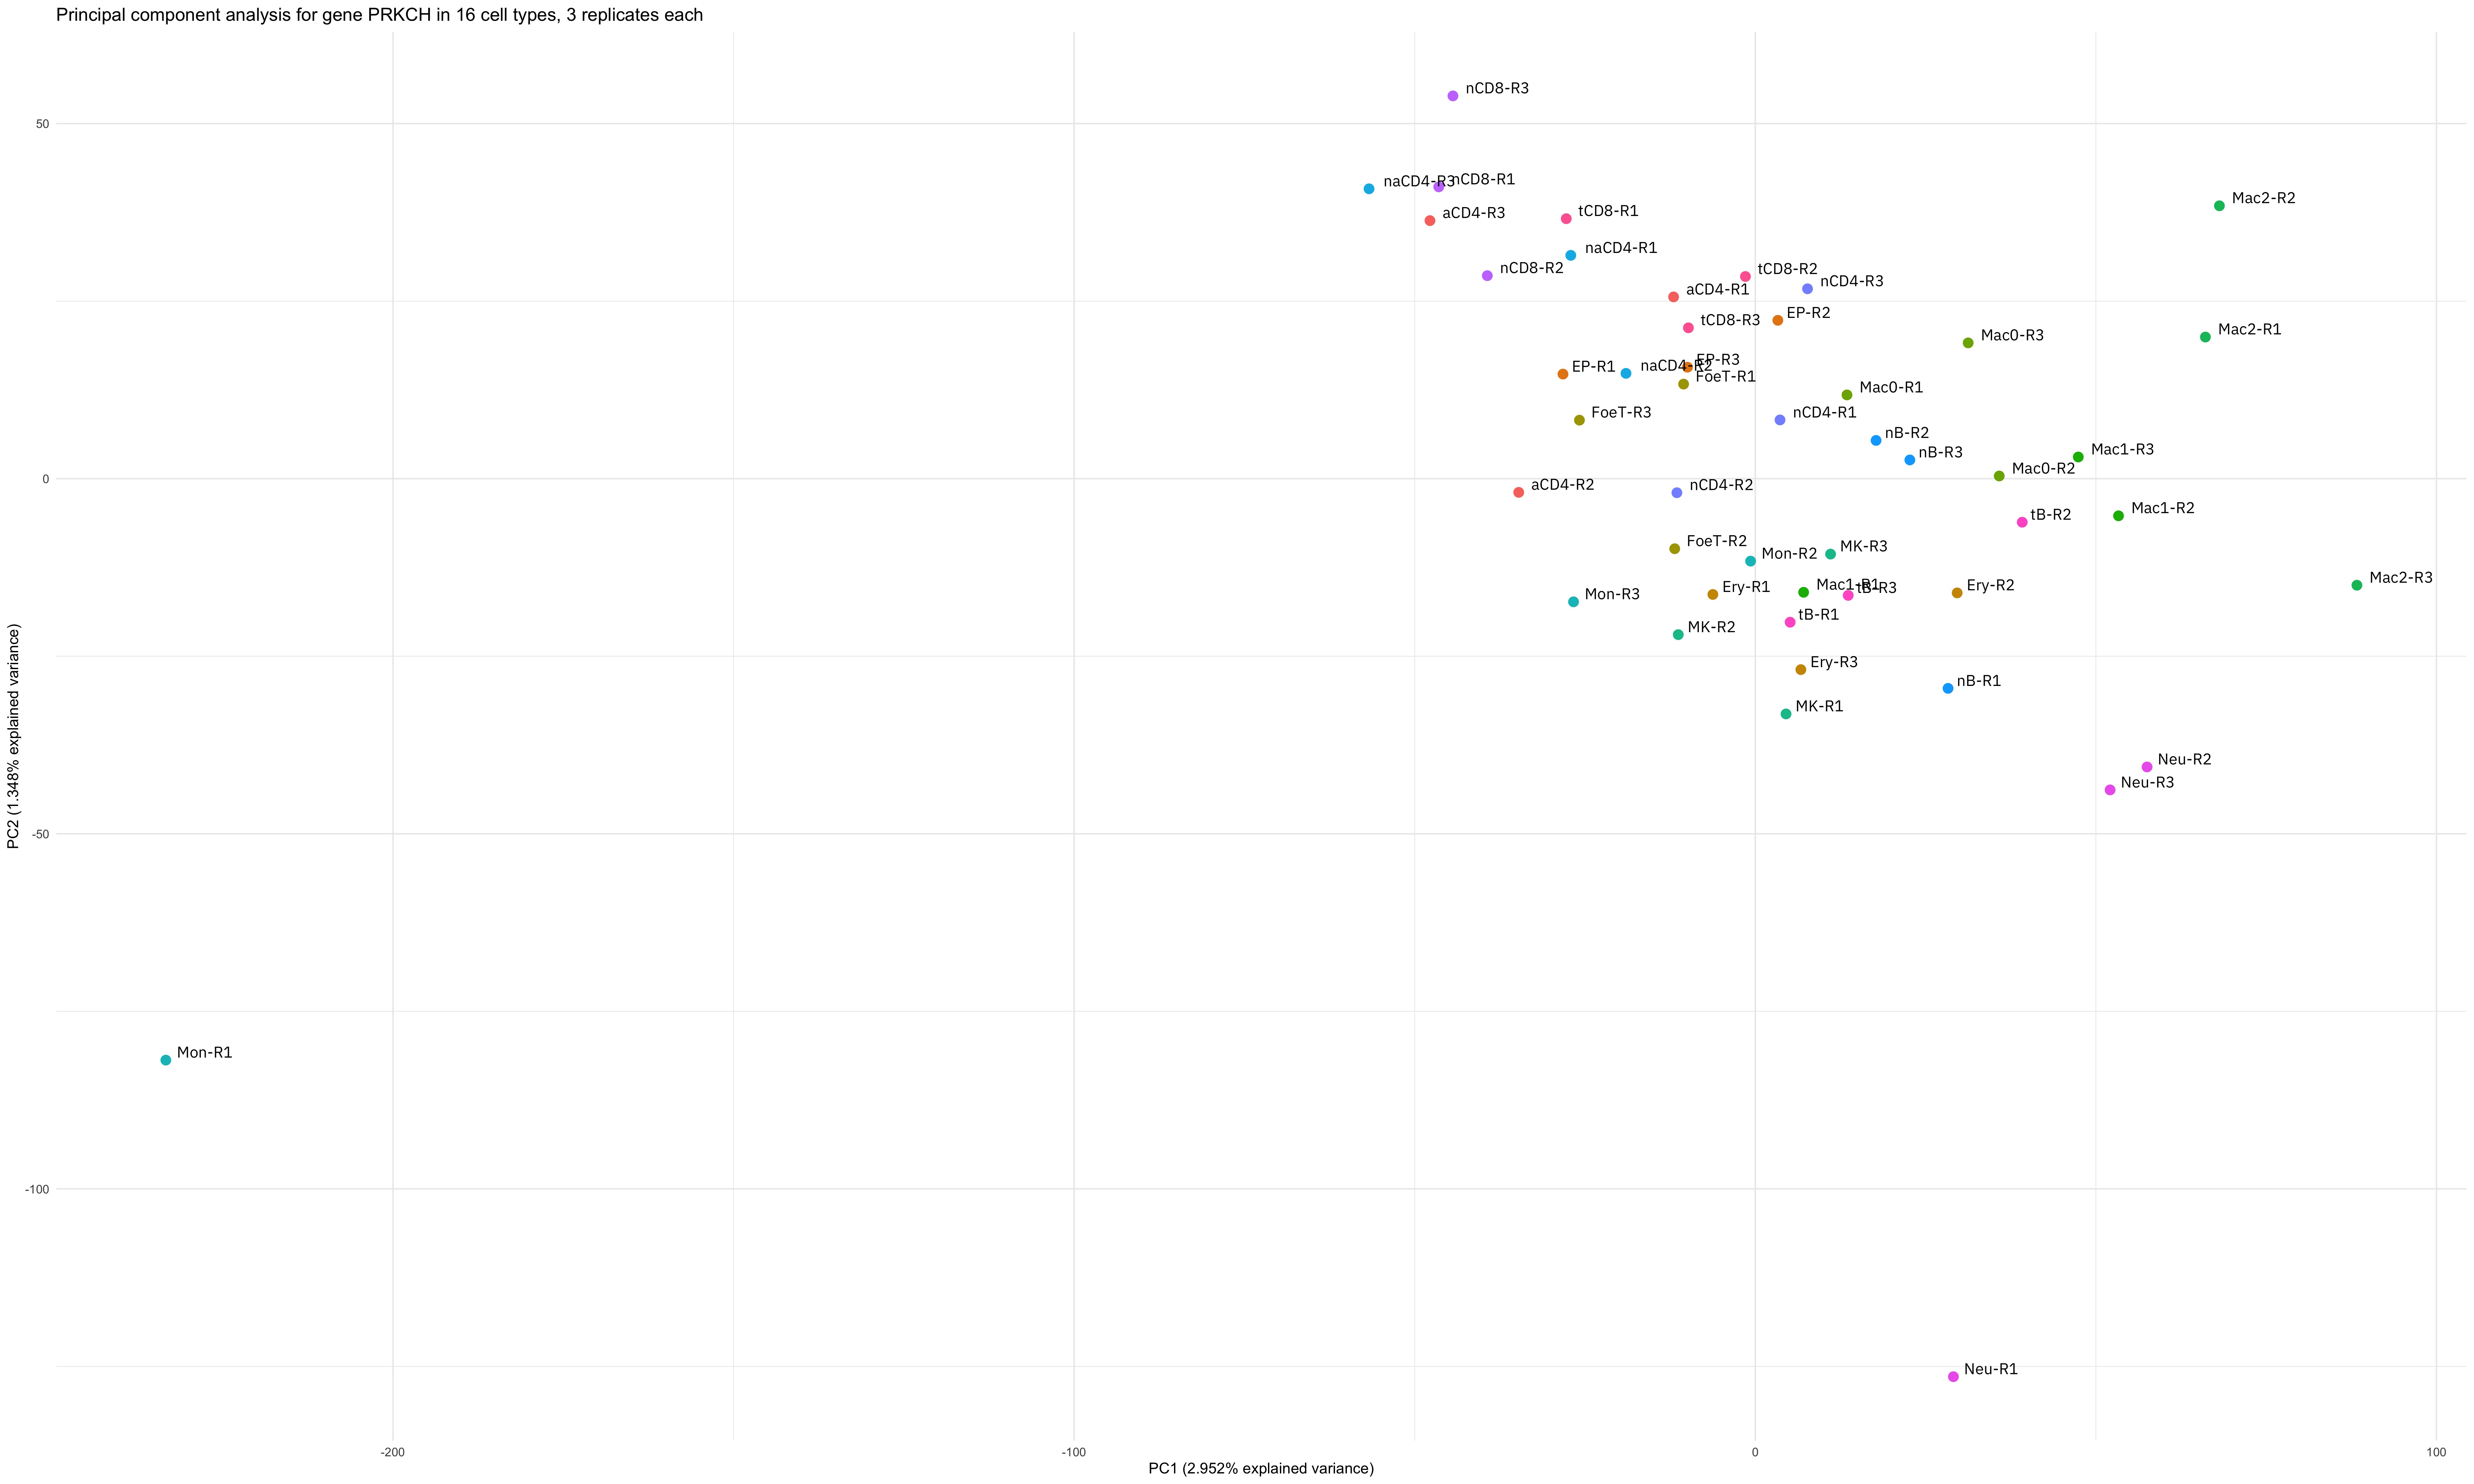 Principal component analysis for gene PRKCH in 16 cell types, 3 replicates each
nCD8-R3
50
naCD4-R3
nCD8-R1
Mac2-R2
aCD4-R3
tCD8-R1
naCD4-R1
nCD8-R2
tCD8-R2
nCD4-R3
aCD4-R1
tCD8-R3
EP-R2
Mac2-R1
Mac0-R3
EP-R3
EP-R1
naCD4-R2
FoeT-R1
Mac0-R1
FoeT-R3
nCD4-R1
nB-R2
nB-R3
Mac1-R3
Mac0-R2
0
aCD4-R2
nCD4-R2
Mac1-R2
tB-R2
FoeT-R2
Mon-R2
MK-R3
Mac2-R3
Mon-R3
Ery-R1
Mac1-R1
tB-R3
Ery-R2
tB-R1
MK-R2
Ery-R3
nB-R1
MK-R1
Neu-R2
Neu-R3
-50
PC2 (1.348% explained variance)
Mon-R1
-100
Neu-R1
-200
-100
0
100
PC1 (2.952% explained variance)